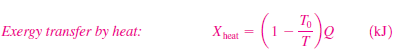 Exergy transfer by heat: X_heat = (1 − T_0/T) Q (kJ)